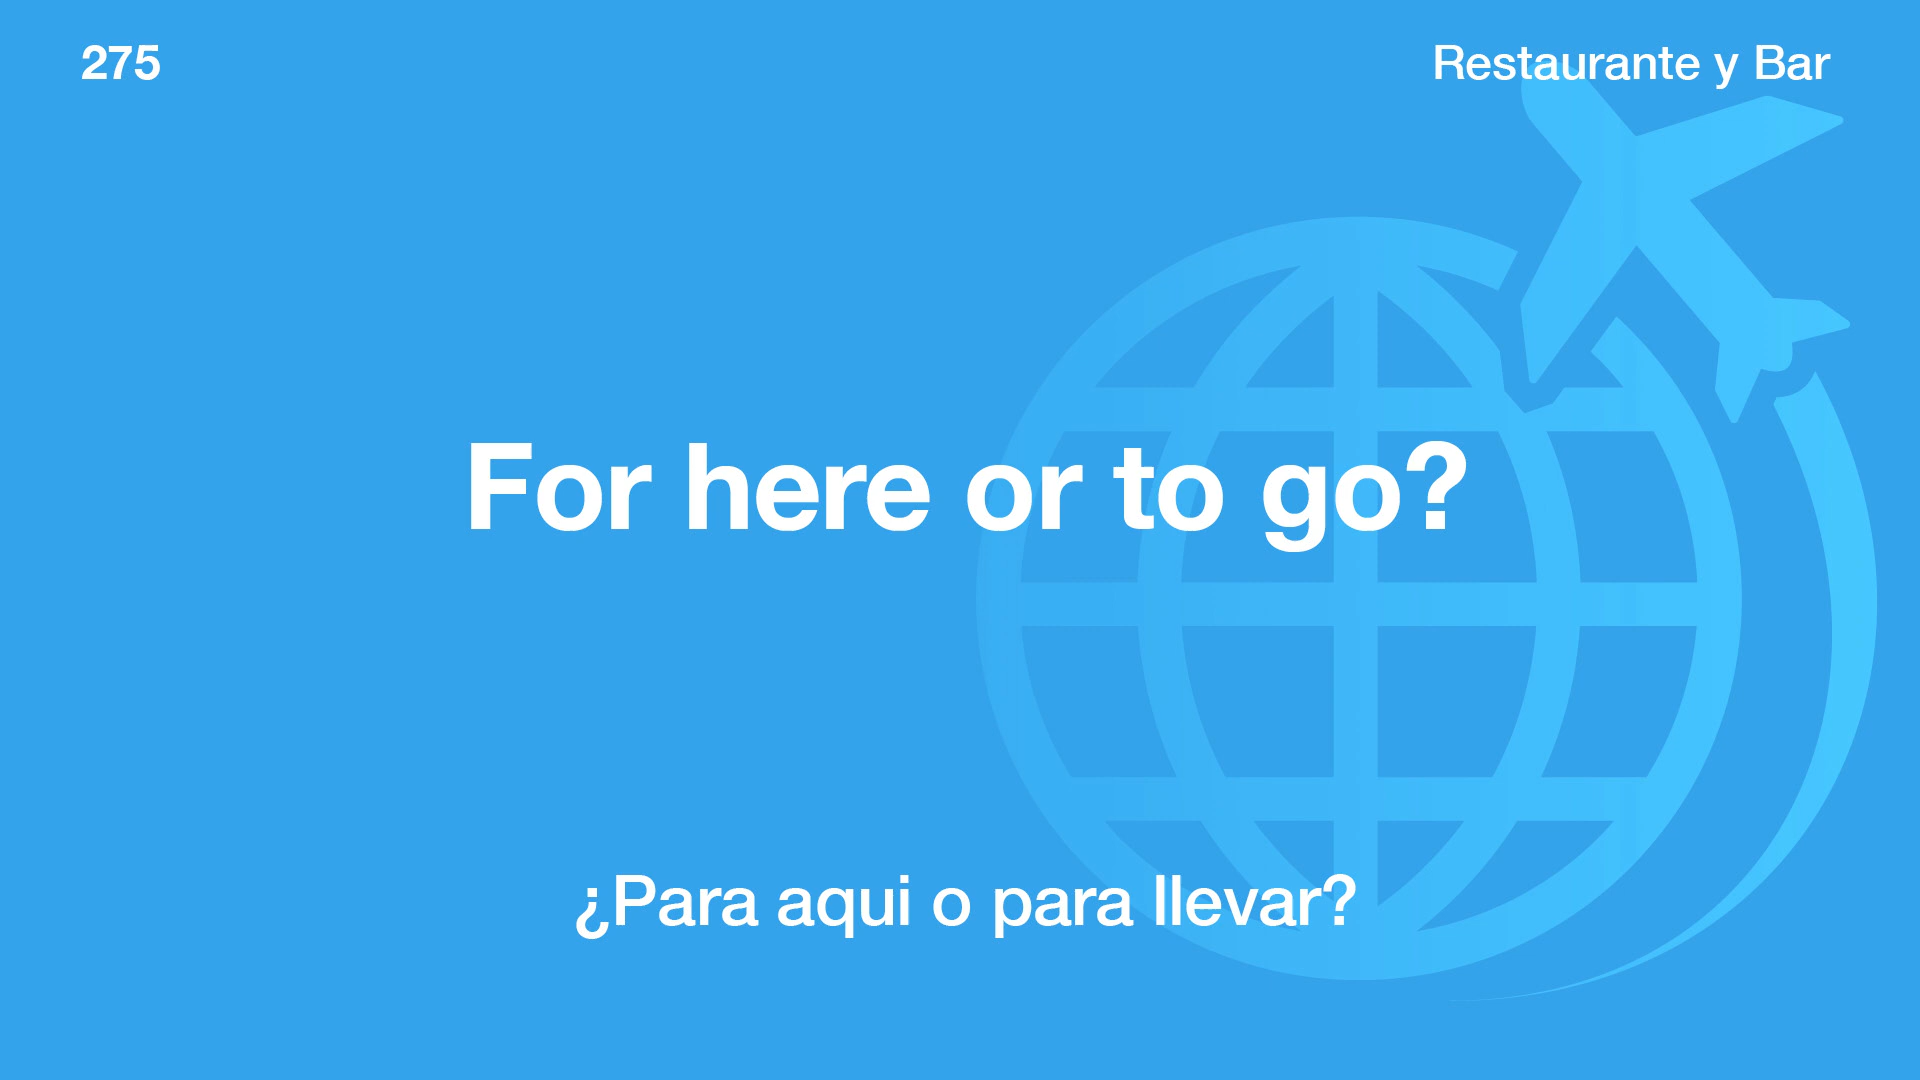 275
Restaurante y Bar
For here or to go?
¿Para aqui o para llevar?